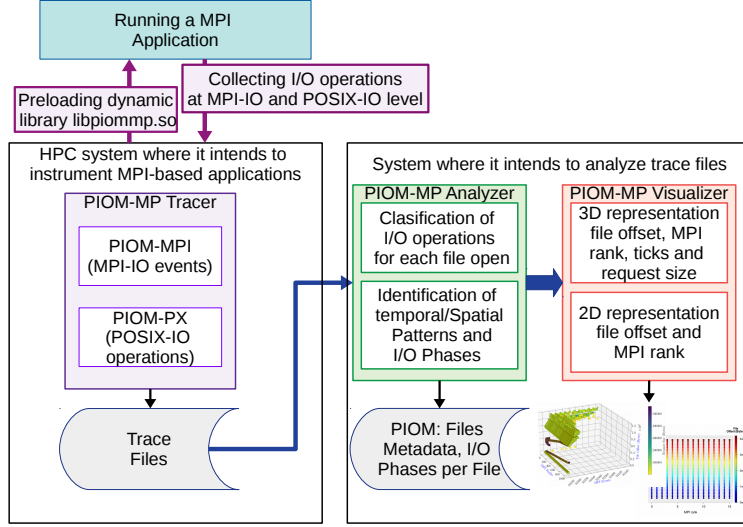 Running a MPI
Application
Preloading dynamic
library libpiommp.so
Collecting I/O operations
at MPI-IO and POSIX-IO level
HPC system where it intends to
instrument MPI-based applications
PIOM-MP Tracer
PIOM-MPI
(MPI-IO events)
PIOM-PX
(POSIX-IO
operations)
Trace
Files
System where it intends to analyze trace files
PIOM-MP Analyzer
Clasification of
I/O operations
for each file open
Identification of
temporal/Spatial
Patterns and
I/O Phases
PIOM: Files
Metadata, I/O
Phases per File
PIOM-MP Visualizer
3D representation
file offset, MPI
rank, ticks and
request size
2D representation
file offset and
MPI rank